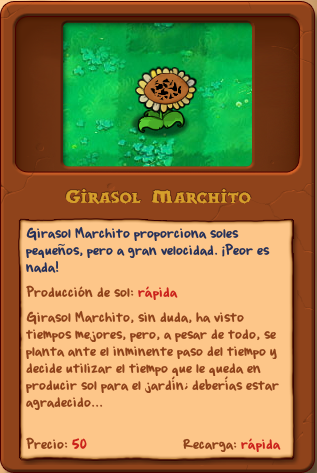 Girasol Marchito
Girasol Marchito proporciona soles
pequeños, pero a gran velocidad. ¡Peor es
nada!
Producción de sol: rápida
Girasol Marchito, sin duda, ha visto
tiempos mejores, pero, a pesar de todo, se
planta ante el inminente paso del tiempo y
decide utilizar el tiempo que le queda en
producir sol para el jardín; deberías estar
agradecido...
Precio: 50 Recarga: rápida